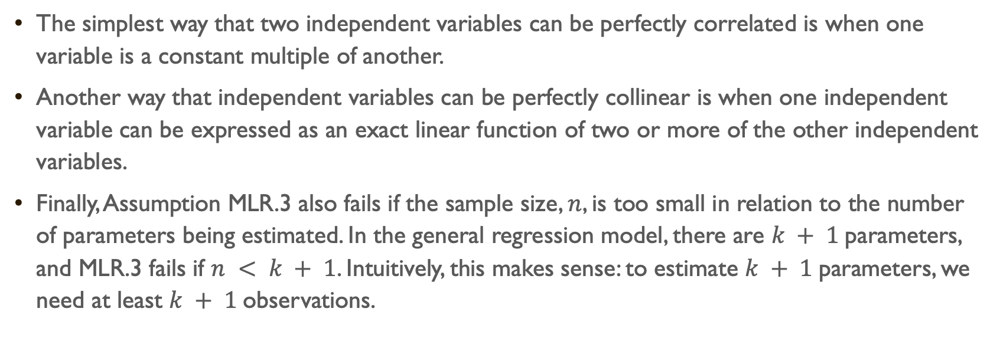 • The simplest way that two independent variables can be perfectly correlated is when one
variable is a constant multiple of another.
• Another way that independent variables can be perfectly collinear is when one independent
variable can be expressed as an exact linear function of two or more of the other independent
variables.
• Finally, Assumption MLR.3 also fails if the sample size, n, is too small in relation to the number
of parameters being estimated. In the general regression model, there are k + 1 parameters,
and MLR.3 fails if n < k + 1. Intuitively, this makes sense: to estimate k + 1 parameters, we
need at least k + 1 observations.